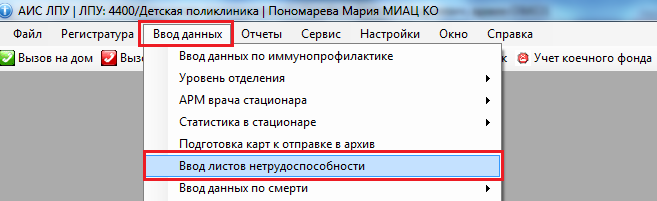 АИС ЛПУ | ЛПУ: 4400/Детская поликлиника | Пономарева Мария МИАЦ КО
Файл Регистратура Ввод данных Отчеты Сервис Настройки Окно Справка
Вызов на дом Учет коечного фонда
Ввод данных по иммунопрофилактике
Уровень отделения
АРМ врача стационара
Статистика в стационаре
Подготовка карт к отправке в архив
Ввод листов нетрудоспособности
Ввод данных по смерти